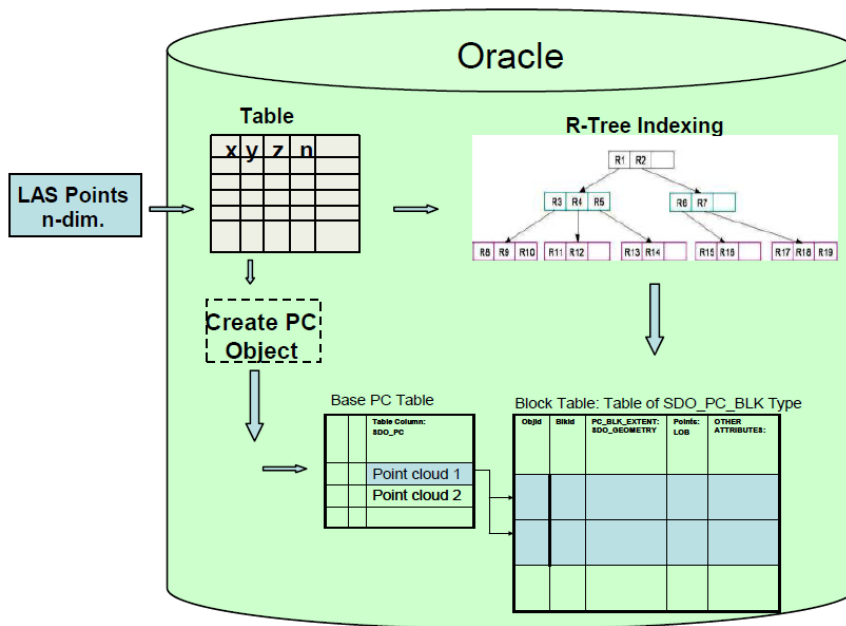 Oracle
Table
R-Tree Indexing
x y z n
LAS Points
n-dim.
R1 R2
R3 R4 R5
R6 R7
R8 R9 R10
R11 R12
R13 R14
R15 R16
R17 R18 R19
Create PC
Object
Base PC Table
Block Table: Table of SDO_PC_BLK Type
Table Column:
SDO_PC
Point cloud 1
Point cloud 2
ObjId
BlkId
PC_BLK_EXTENT:
SDO_GEOMETRY
Points:
LOB
OTHER
ATTRIBUTES: